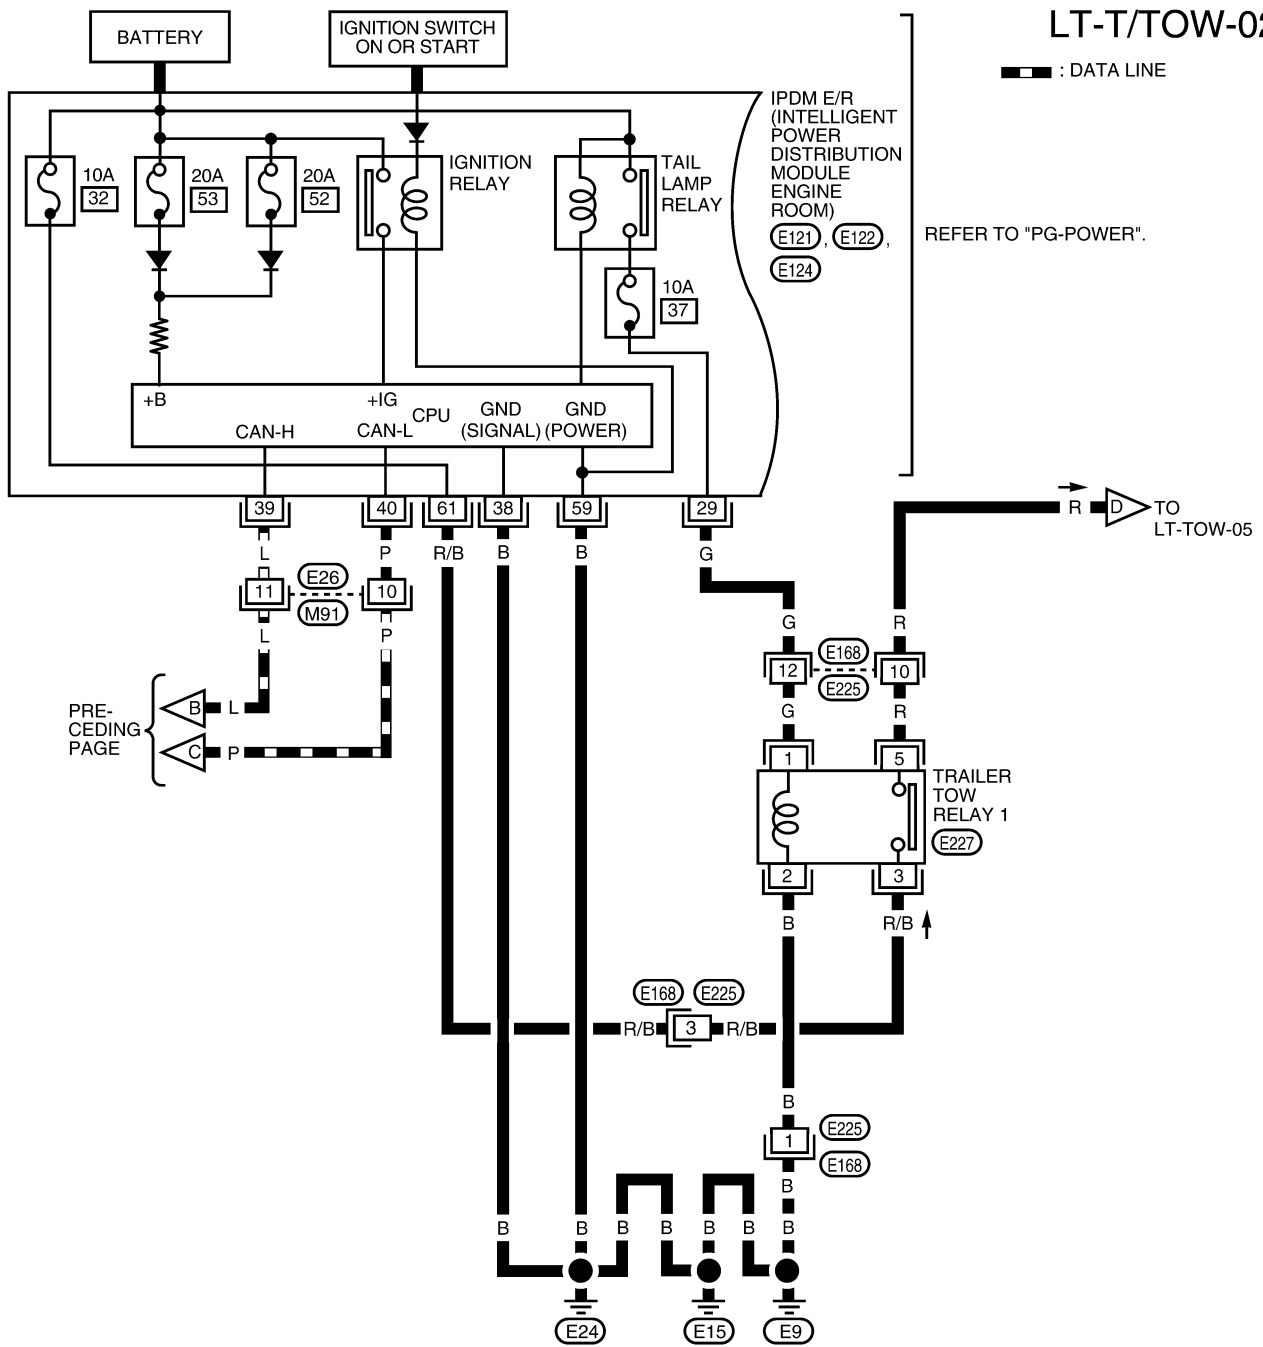 LT-T/TOW-02
BATTERY
IGNITION SWITCH
ON OR START
: DATA LINE
IPDM E/R
(INTELLIGENT
POWER
DISTRIBUTION
MODULE
ENGINE
ROOM)
E121 , E122 ,
E124
REFER TO "PG-POWER".
10A
32
20A
53
20A
52
IGNITION
RELAY
TAIL
LAMP
RELAY
10A
37
+B
+IG
CPU
GND
(SIGNAL)
GND
(POWER)
CAN-H
CAN-L
39
40
61
38
59
29
L
P
R/B
B
B
G
R
D
TO
LT-TOW-05
11
E26
M91
10
L
P
G
R
12
E168
E225
10
G
R
PRE-
CEDING
PAGE
B
L
C
P
1
5
TRAILER
TOW
RELAY 1
E227
2
3
B
R/B
E168
E225
R/B
3
R/B
B
1
E225
E168
B
B
B
B
B
B
B
B
E24
E15
E9